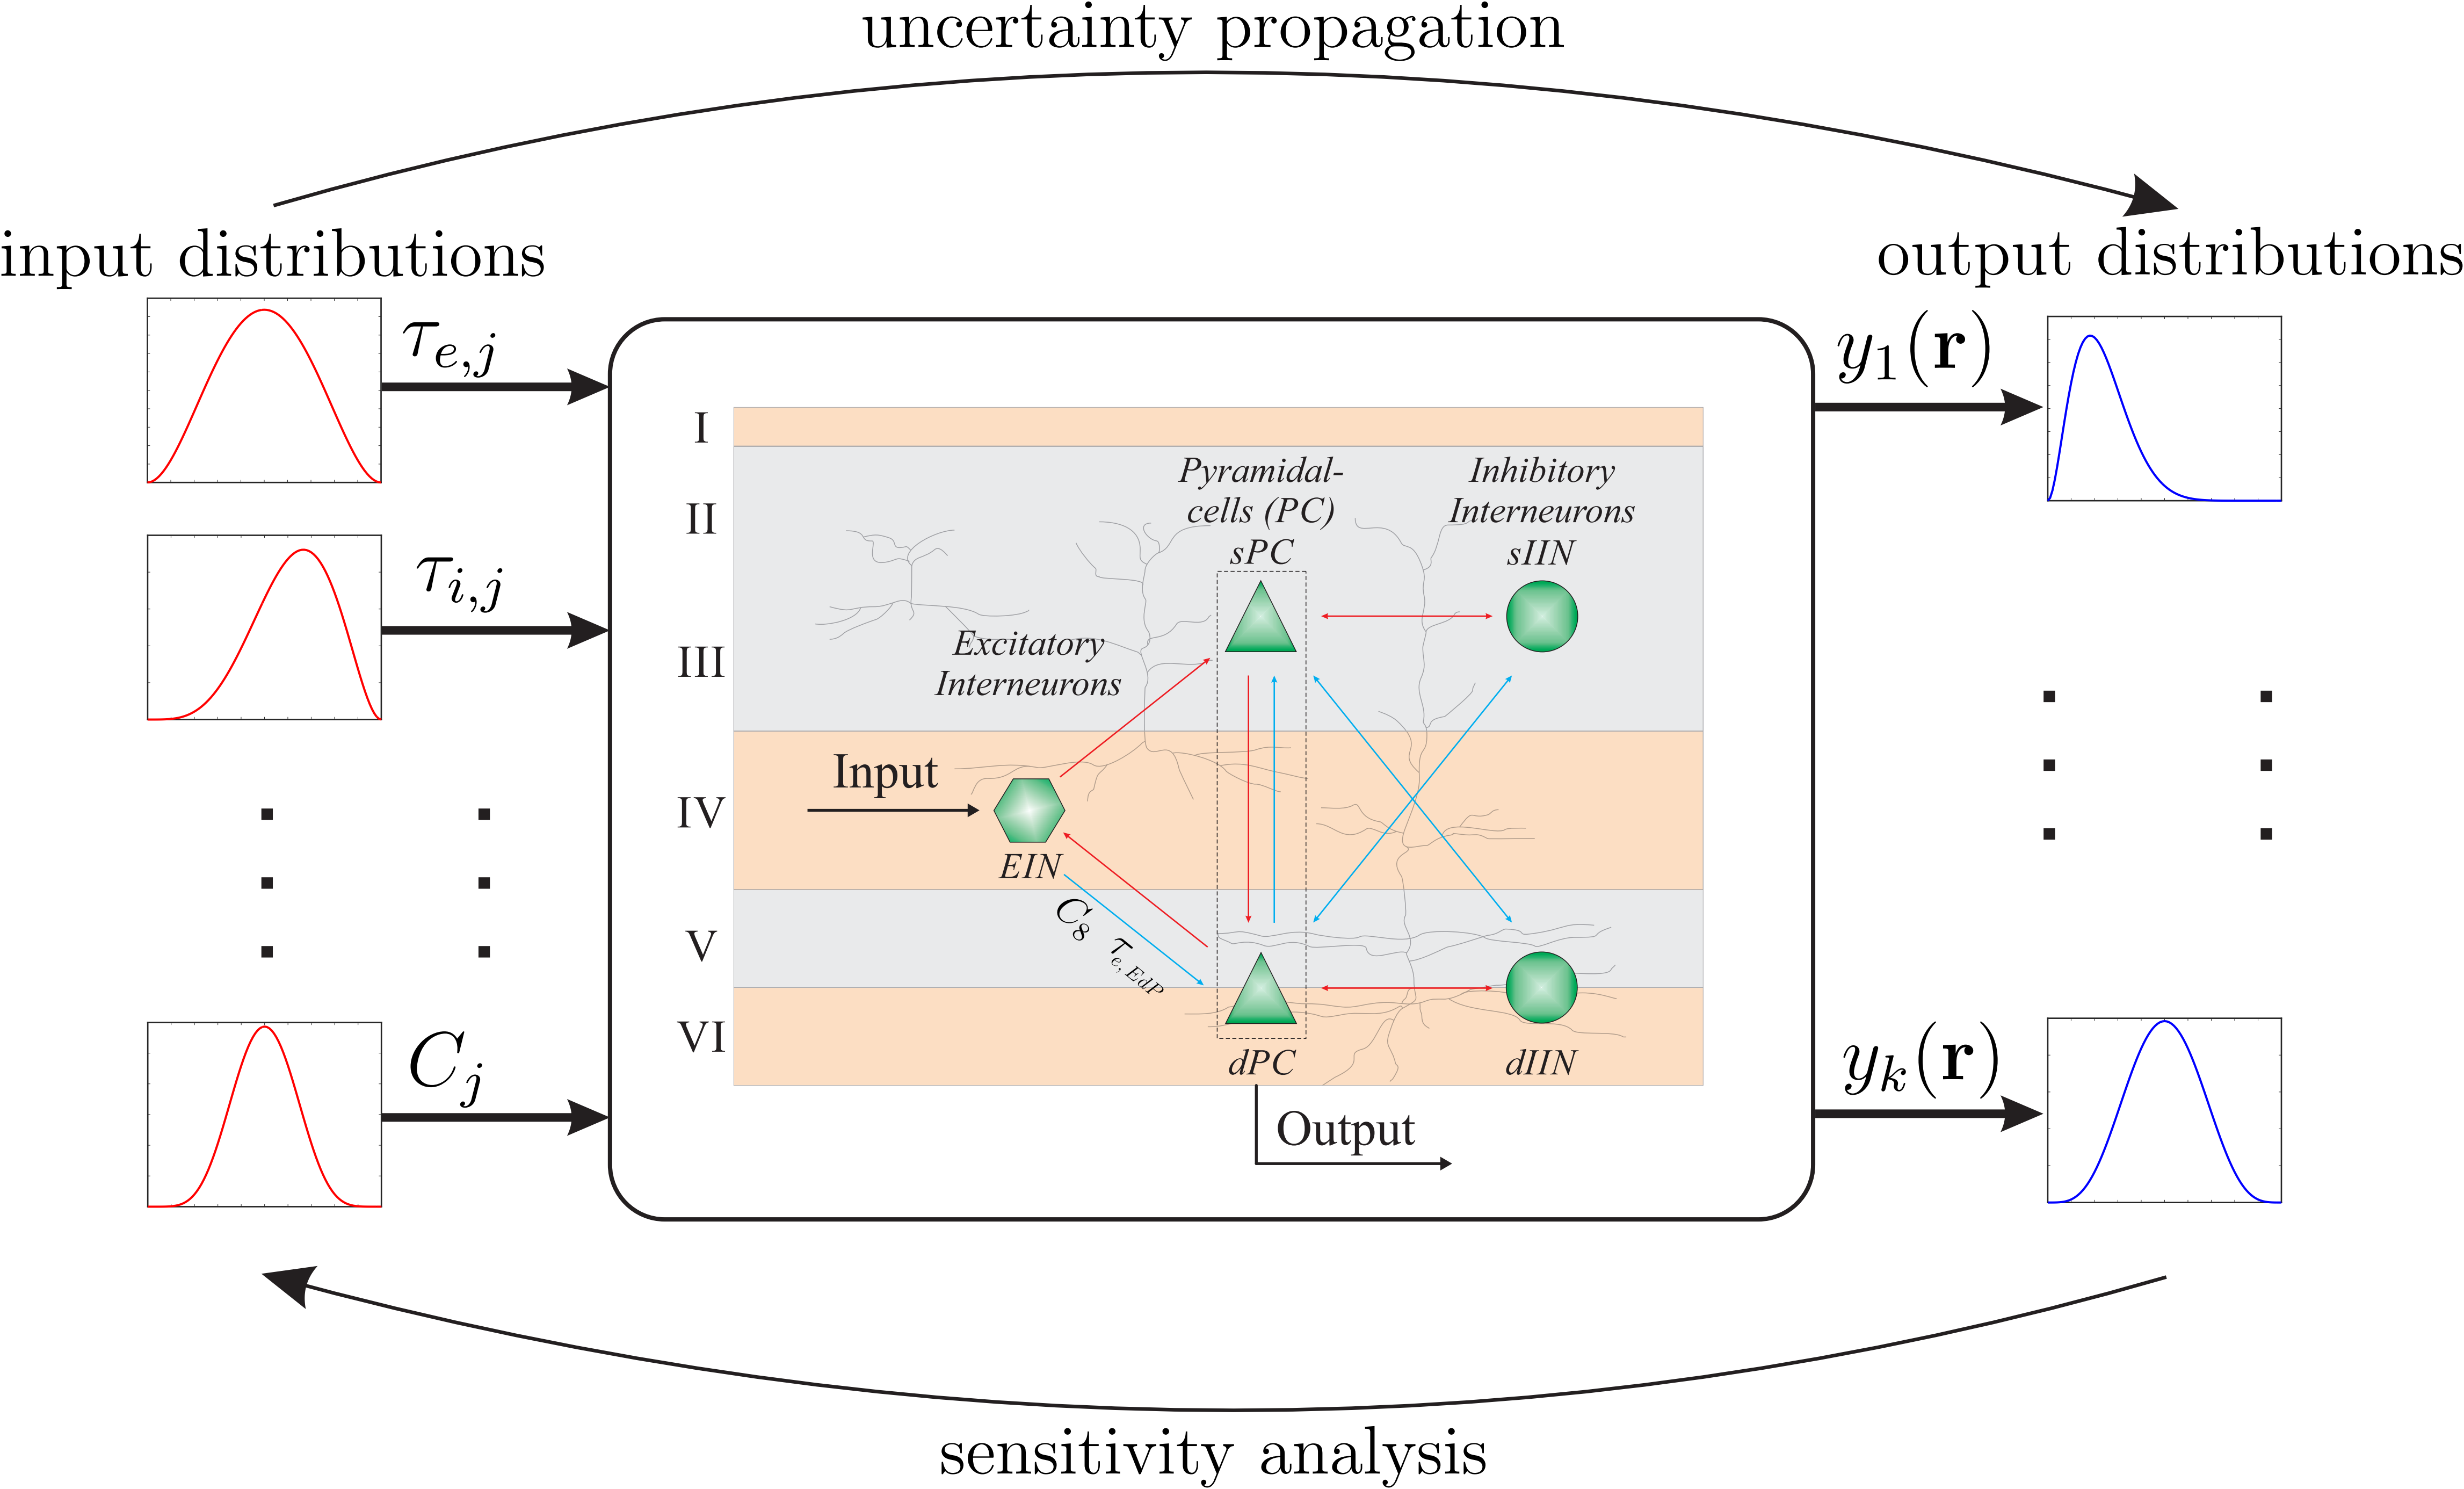 uncertainty propagation
input distributions
output distributions
τe,j
y1(r)
τi,j
I
II
III
IV
V
VI
Pyramidal-
cells (PC)
sPC
Inhibitory
Interneurons
sIIN
Excitatory
Interneurons
Input
EIN
C8 τe,EdP
dPC
dIIN
Output
Cj
yk(r)
sensitivity analysis